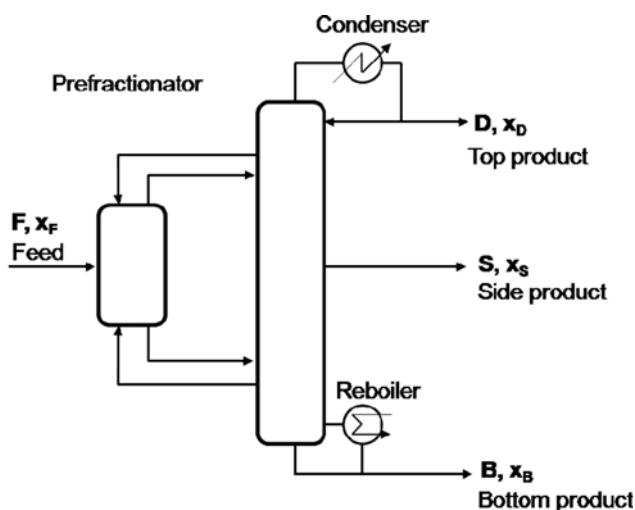 Condenser
Prefractionator
D, xD
Top product
F, xF
Feed
S, xS
Side product
Reboiler
B, xB
Bottom product